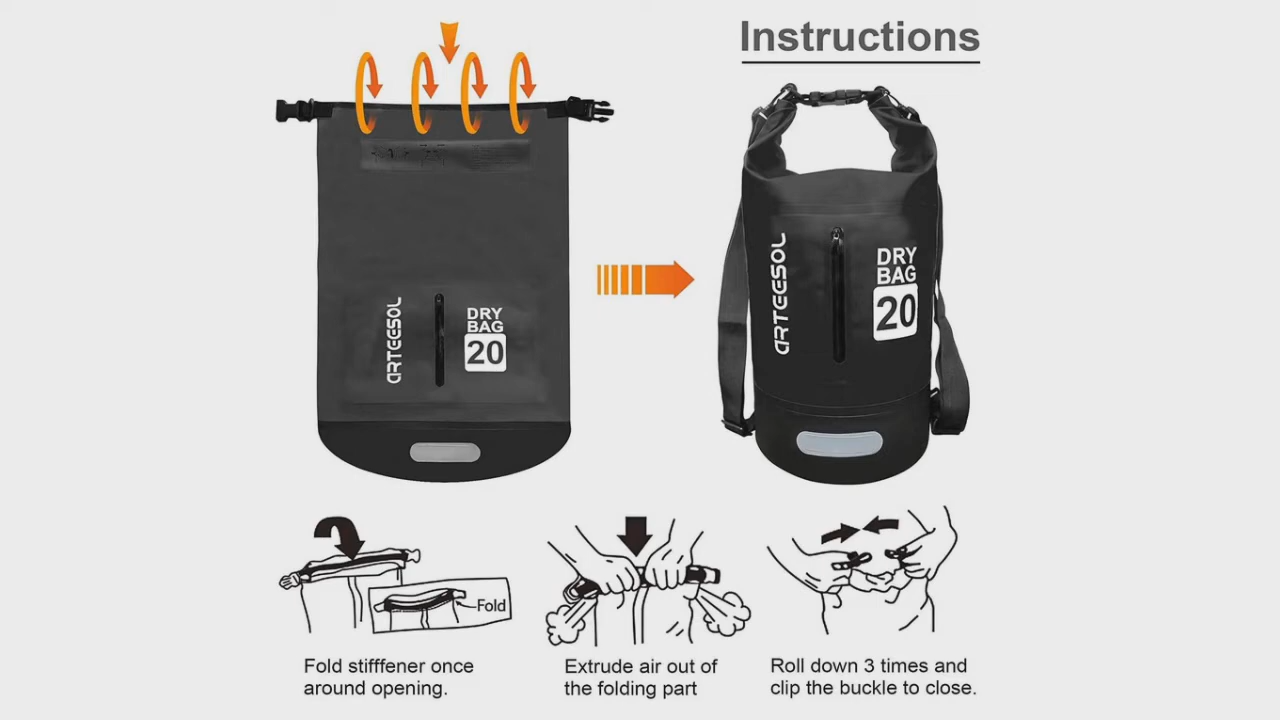 Instructions
ARTEESOL
DRY
BAG
20
ARTEESOL
DRY
BAG
20
Fold
Fold stifffener once
around opening.
Extrude air out of
the folding part
Roll down 3 times and
clip the buckle to close.